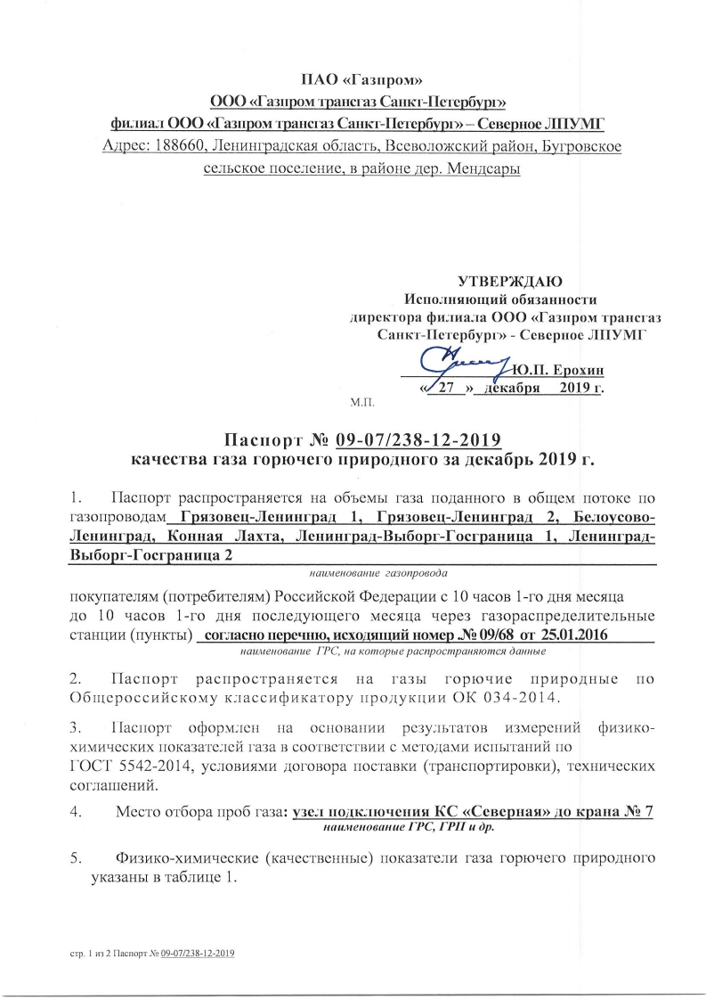 ПАО «Газпром»
ООО «Газпром трансгаз Санкт-Петербург»
филиал ООО «Газпром трансгаз Санкт-Петербург» – Северное ЛПУМГ
Адрес: 188660, Ленинградская область, Всеволожский район, Бугровское
сельское поселение, в районе дер. Мендсары
УТВЕРЖДАЮ
Исполняющий обязанности
директора филиала ООО «Газпром трансгаз
Санкт-Петербург» - Северное ЛПУМГ
Ю.П. Ерохин
« 27 » декабря 2019 г.
М.П.
Паспорт № 09-07/238-12-2019
качества газа горючего природного за декабрь 2019 г.
1. Паспорт распространяется на объемы газа поданного в общем потоке по
газопроводам Грязовец-Ленинград 1, Грязовец-Ленинград 2, Белоусово-
Ленинград, Конная Лахта, Ленинград-Выборг-Госграница 1, Ленинград-
Выборг-Госграница 2
наименование газопровода
покупателям (потребителям) Российской Федерации с 10 часов 1-го дня месяца
до 10 часов 1-го дня последующего месяца через газораспределительные
станции (пункты) согласно перечню, исходящий номер № 09/68 от 25.01.2016
наименование ГРС, на которые распространяются данные
2. Паспорт распространяется на газы горючие природные по
Общероссийскому классификатору продукции ОК 034-2014.
3. Паспорт оформлен на основании результатов измерений физико-
химических показателей газа в соответствии с методами испытаний по
ГОСТ 5542-2014, условиями договора поставки (транспортировки), технических
соглашений.
4. Место отбора проб газа: узел подключения КС «Северная» до крана № 7
наименование ГРС, ГРП и др.
5. Физико-химические (качественные) показатели газа горючего природного
указаны в таблице 1.
стр. 1 из 2 Паспорт № 09-07/238-12-2019